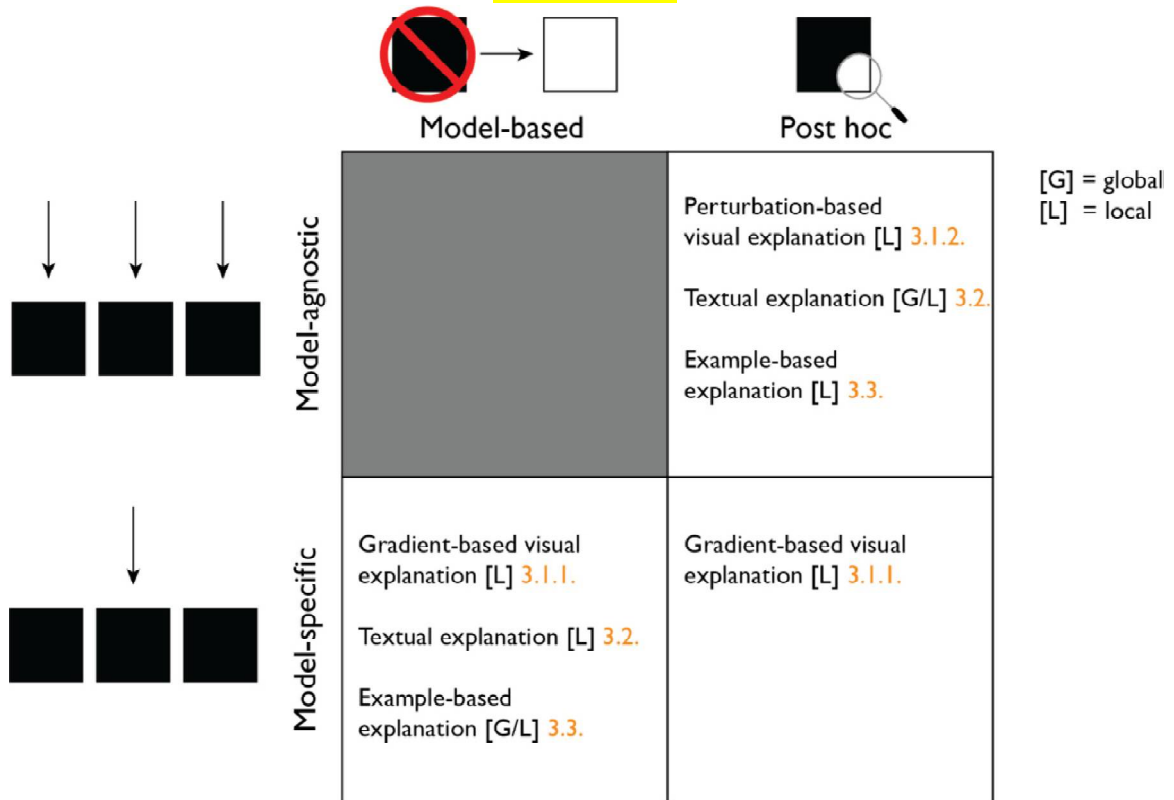 Model-based
Post hoc
[G] = global
[L] = local
Model-agnostic
Perturbation-based
visual explanation [L] 3.1.2.
Textual explanation [G/L] 3.2.
Example-based
explanation [L] 3.3.
Model-specific
Gradient-based visual
explanation [L] 3.1.1.
Textual explanation [L] 3.2.
Example-based
explanation [G/L] 3.3.
Gradient-based visual
explanation [L] 3.1.1.